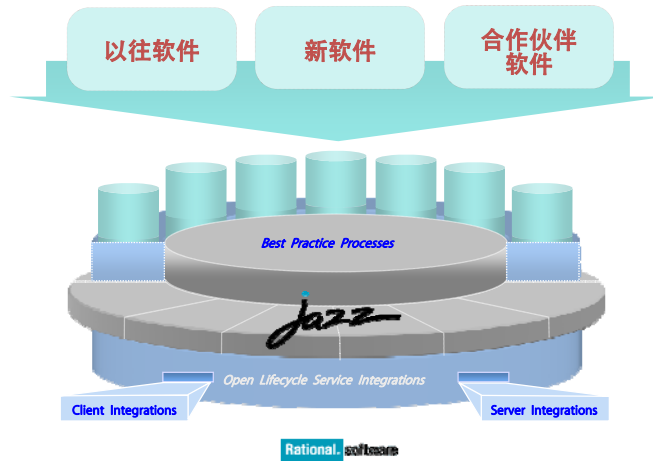 以往软件
新软件
合作伙伴
软件
Best Practice Processes
jazz
Open Lifecycle Service Integrations
Client Integrations
Server Integrations
Rational. software